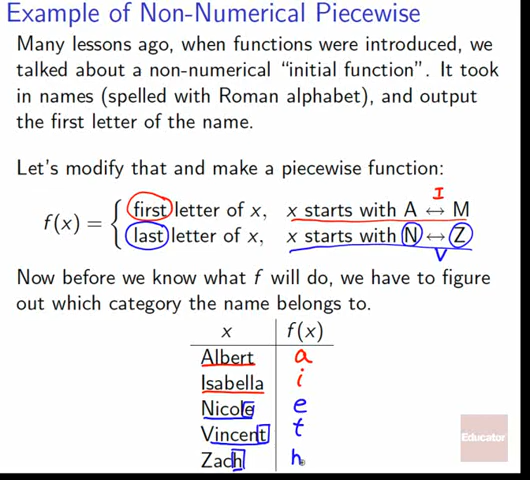 Example of Non-Numerical Piecewise
Many lessons ago, when functions were introduced, we
talked about a non-numerical “initial function”. It took
in names (spelled with Roman alphabet), and output
the first letter of the name.
Let's modify that and make a piecewise function:
I
f(x) = { first letter of x, x starts with A ↔ M
last letter of x, x starts with N ↔ Z
V
Now before we know what f will do, we have to figure
out which category the name belongs to.
x f(x)
Albert a
Isabella i
Nicole e
Vincent t
Zach h
Educator